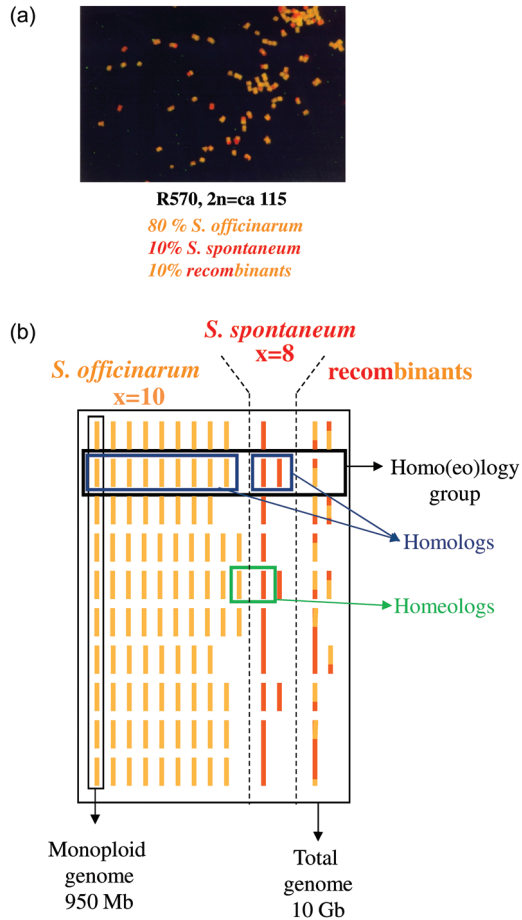 (a)
R570, 2n=ca 115
80 % S. officinarum
10% S. spontaneum
10% recombinants
(b)
S. spontaneum
x=8
S. officinarum
x=10
recombinants
Homo(eo)logy
group
Homologs
Homeologs
Monoploid
genome
950 Mb
Total
genome
10 Gb